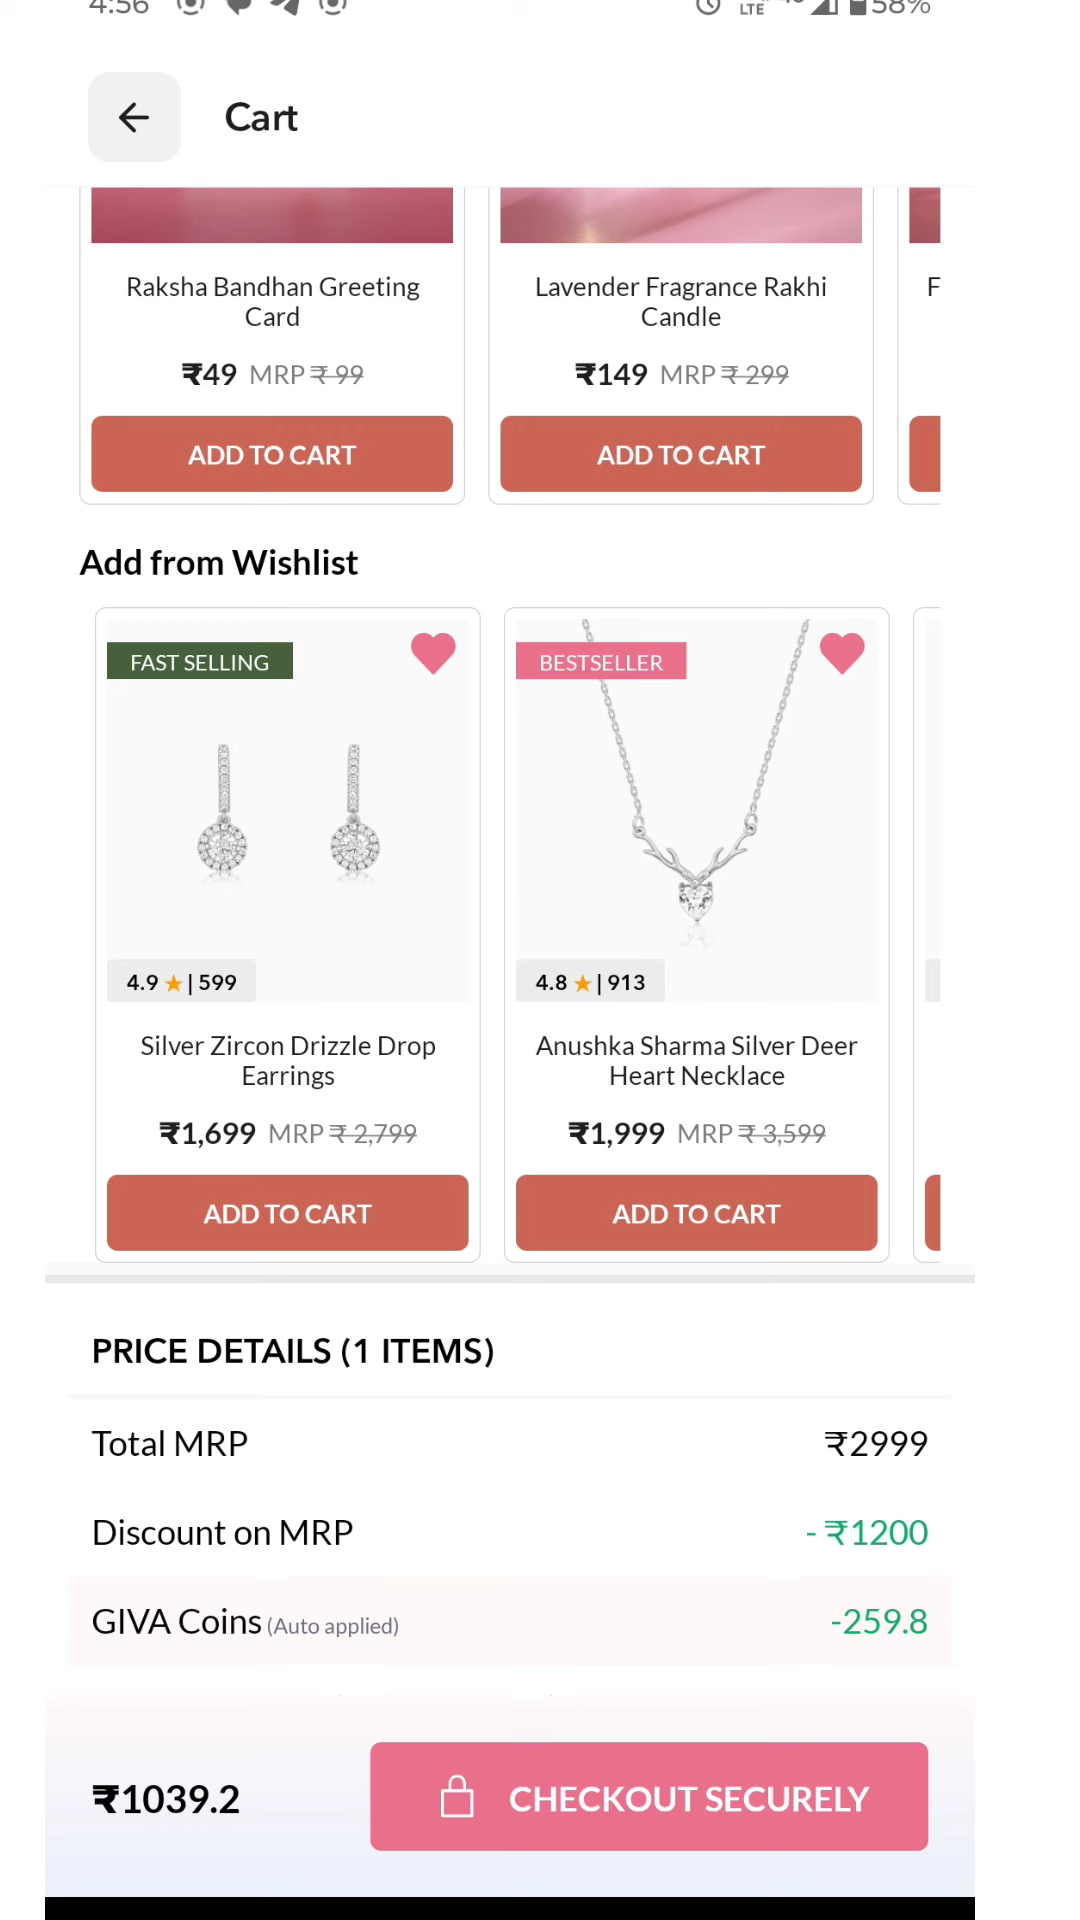 4:56
LTE 58%
Cart
Raksha Bandhan Greeting
Card
₹49 MRP ₹ 99
ADD TO CART
Lavender Fragrance Rakhi
Candle
₹149 MRP ₹ 299
ADD TO CART
F
Add from Wishlist
FAST SELLING
4.9 ★ | 599
Silver Zircon Drizzle Drop
Earrings
₹1,699 MRP ₹ 2,799
ADD TO CART
BESTSELLER
4.8 ★ | 913
Anushka Sharma Silver Deer
Heart Necklace
₹1,999 MRP ₹ 3,599
ADD TO CART
PRICE DETAILS (1 ITEMS)
Total MRP ₹2999
Discount on MRP - ₹1200
GIVA Coins (Auto applied) -259.8
₹1039.2 CHECKOUT SECURELY